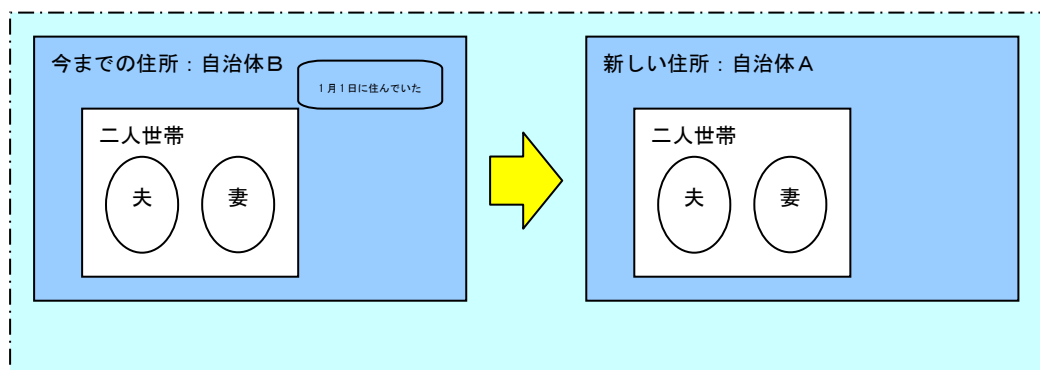 今までの住所：自治体Ｂ
１月１日に住んでいた
二人世帯
夫
妻
新しい住所：自治体Ａ
二人世帯
夫
妻